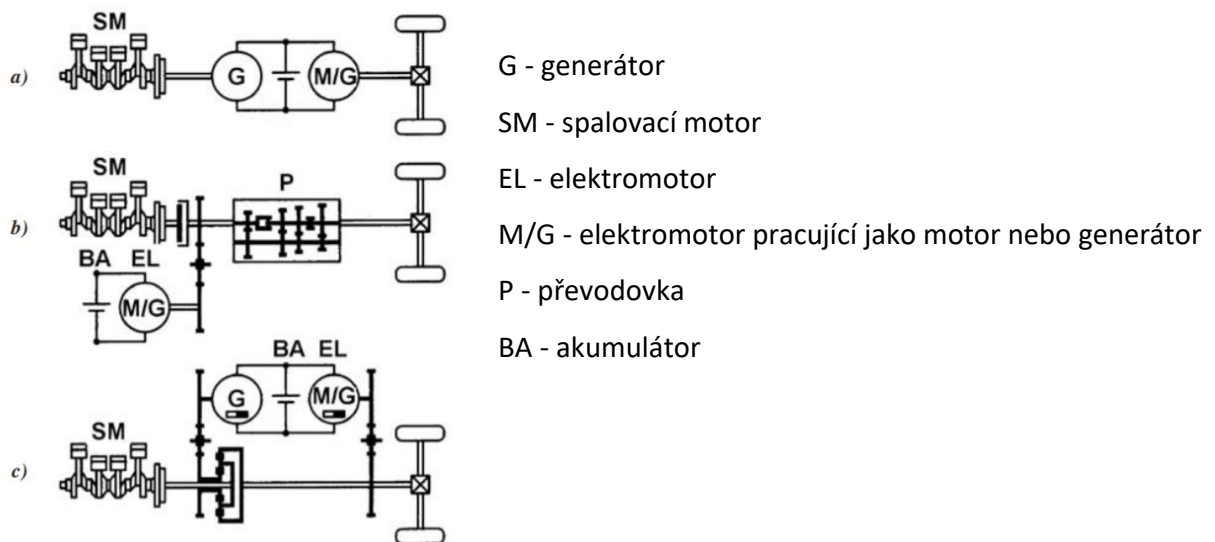 SM
a)
G
M/G
SM
P
b)
BA EL
M/G
BA EL
G
M/G
SM
c)
G - generátor
SM - spalovací motor
EL - elektromotor
M/G - elektromotor pracující jako motor nebo generátor
P - převodovka
BA - akumulátor